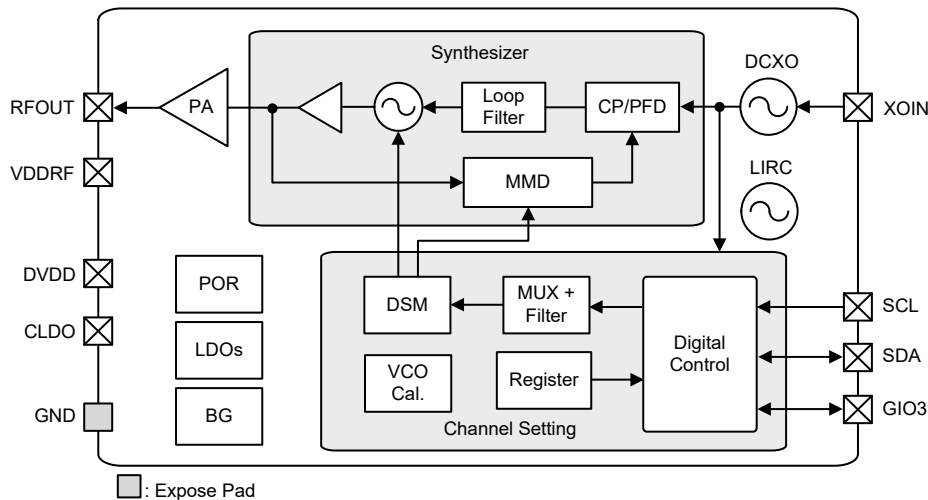 Synthesizer
DCXO
PA
Loop
Filter
CP/PFD
RFOUT
XOIN
VDDRF
MMD
LIRC
DVDD
POR
DSM
MUX +
Filter
SCL
CLDO
LDOs
Digital
Control
SDA
VCO
Cal.
Register
GND
BG
GIO3
Channel Setting
: Expose Pad